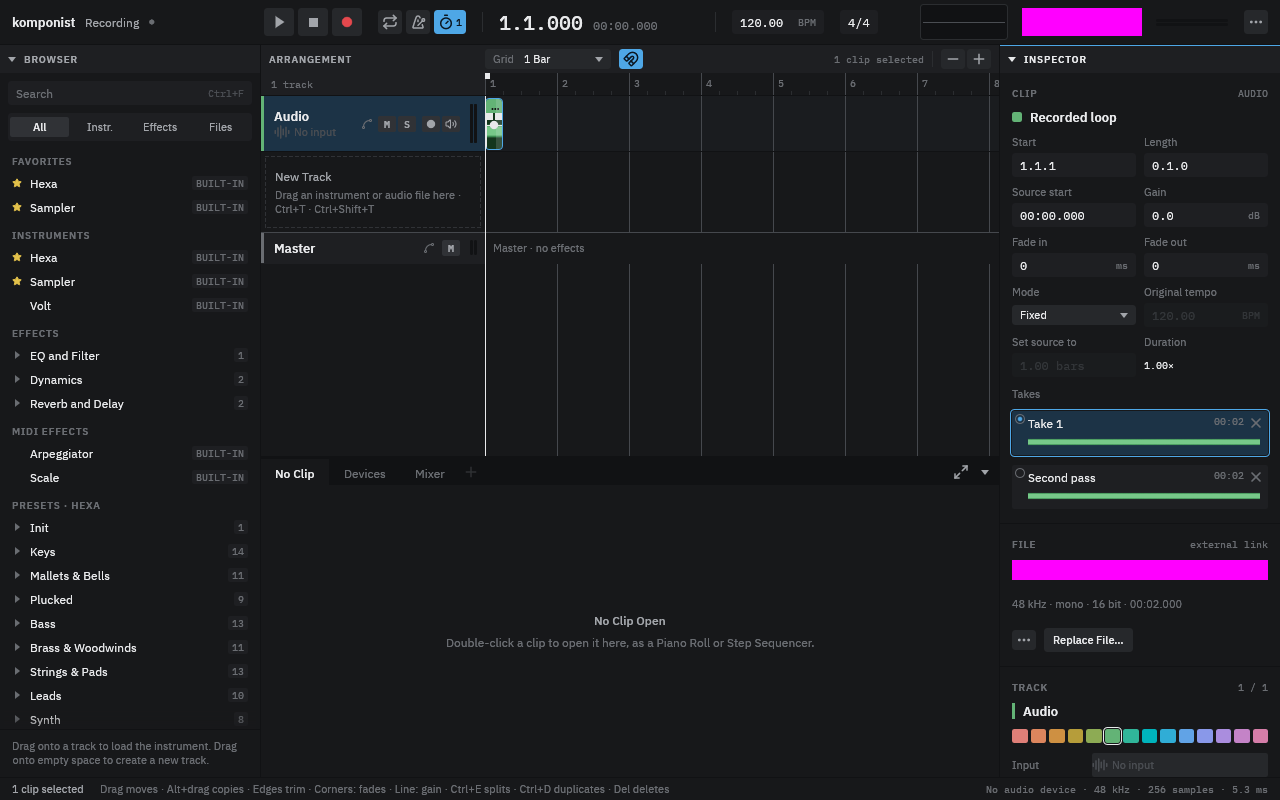 komponist Recording
1
1.1.000 00:00.000
120.00 BPM
4/4
BROWSER
Search Ctrl+F
All Instr. Effects Files
FAVORITES
Hexa BUILT-IN
Sampler BUILT-IN
INSTRUMENTS
Hexa BUILT-IN
Sampler BUILT-IN
Volt BUILT-IN
EFFECTS
EQ and Filter 1
Dynamics 2
Reverb and Delay 2
MIDI EFFECTS
Arpeggiator BUILT-IN
Scale BUILT-IN
PRESETS · HEXA
Init 1
Keys 14
Mallets & Bells 11
Plucked 9
Bass 13
Brass & Woodwinds 11
Strings & Pads 13
Leads 10
Synth 8
Drag onto a track to load the instrument. Drag
onto empty space to create a new track.
ARRANGEMENT
Grid 1 Bar
1 clip selected
1 track
1 2 3 4 5 6 7 8
Audio
No input
M S
New Track
Drag an instrument or audio file here ·
Ctrl+T · Ctrl+Shift+T
Master M
Master · no effects
No Clip Devices Mixer
No Clip Open
Double-click a clip to open it here, as a Piano Roll or Step Sequencer.
INSPECTOR
CLIP AUDIO
Recorded loop
Start Length
1.1.1 0.1.0
Source start Gain
00:00.000 0.0 dB
Fade in Fade out
0 ms 0 ms
Mode Original tempo
Fixed 120.00 BPM
Set source to Duration
1.00 bars 1.00×
Takes
Take 1 00:02
Second pass 00:02
FILE external link
48 kHz · mono · 16 bit · 00:02.000
Replace File...
TRACK 1 / 1
Audio
Input No input
1 clip selected Drag moves · Alt+drag copies · Edges trim · Corners: fades · Line: gain · Ctrl+E splits · Ctrl+D duplicates · Del deletes
No audio device · 48 kHz · 256 samples · 5.3 ms